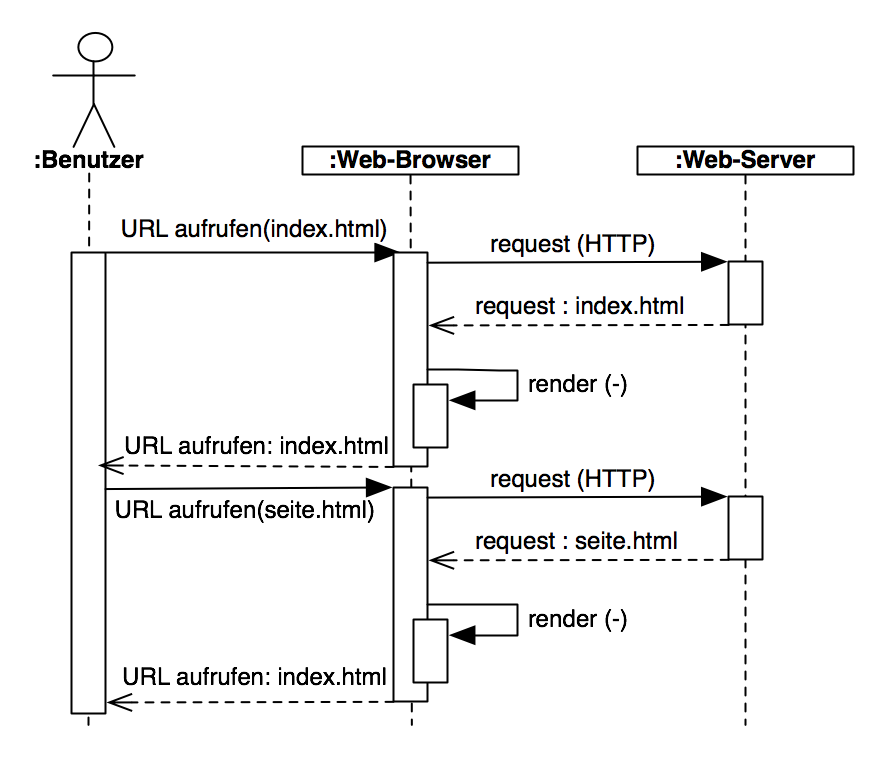 :Benutzer
:Web-Browser
:Web-Server
URL aufrufen(index.html)
request (HTTP)
request : index.html
render (-)
URL aufrufen: index.html
request (HTTP)
URL aufrufen(seite.html)
request : seite.html
render (-)
URL aufrufen: index.html